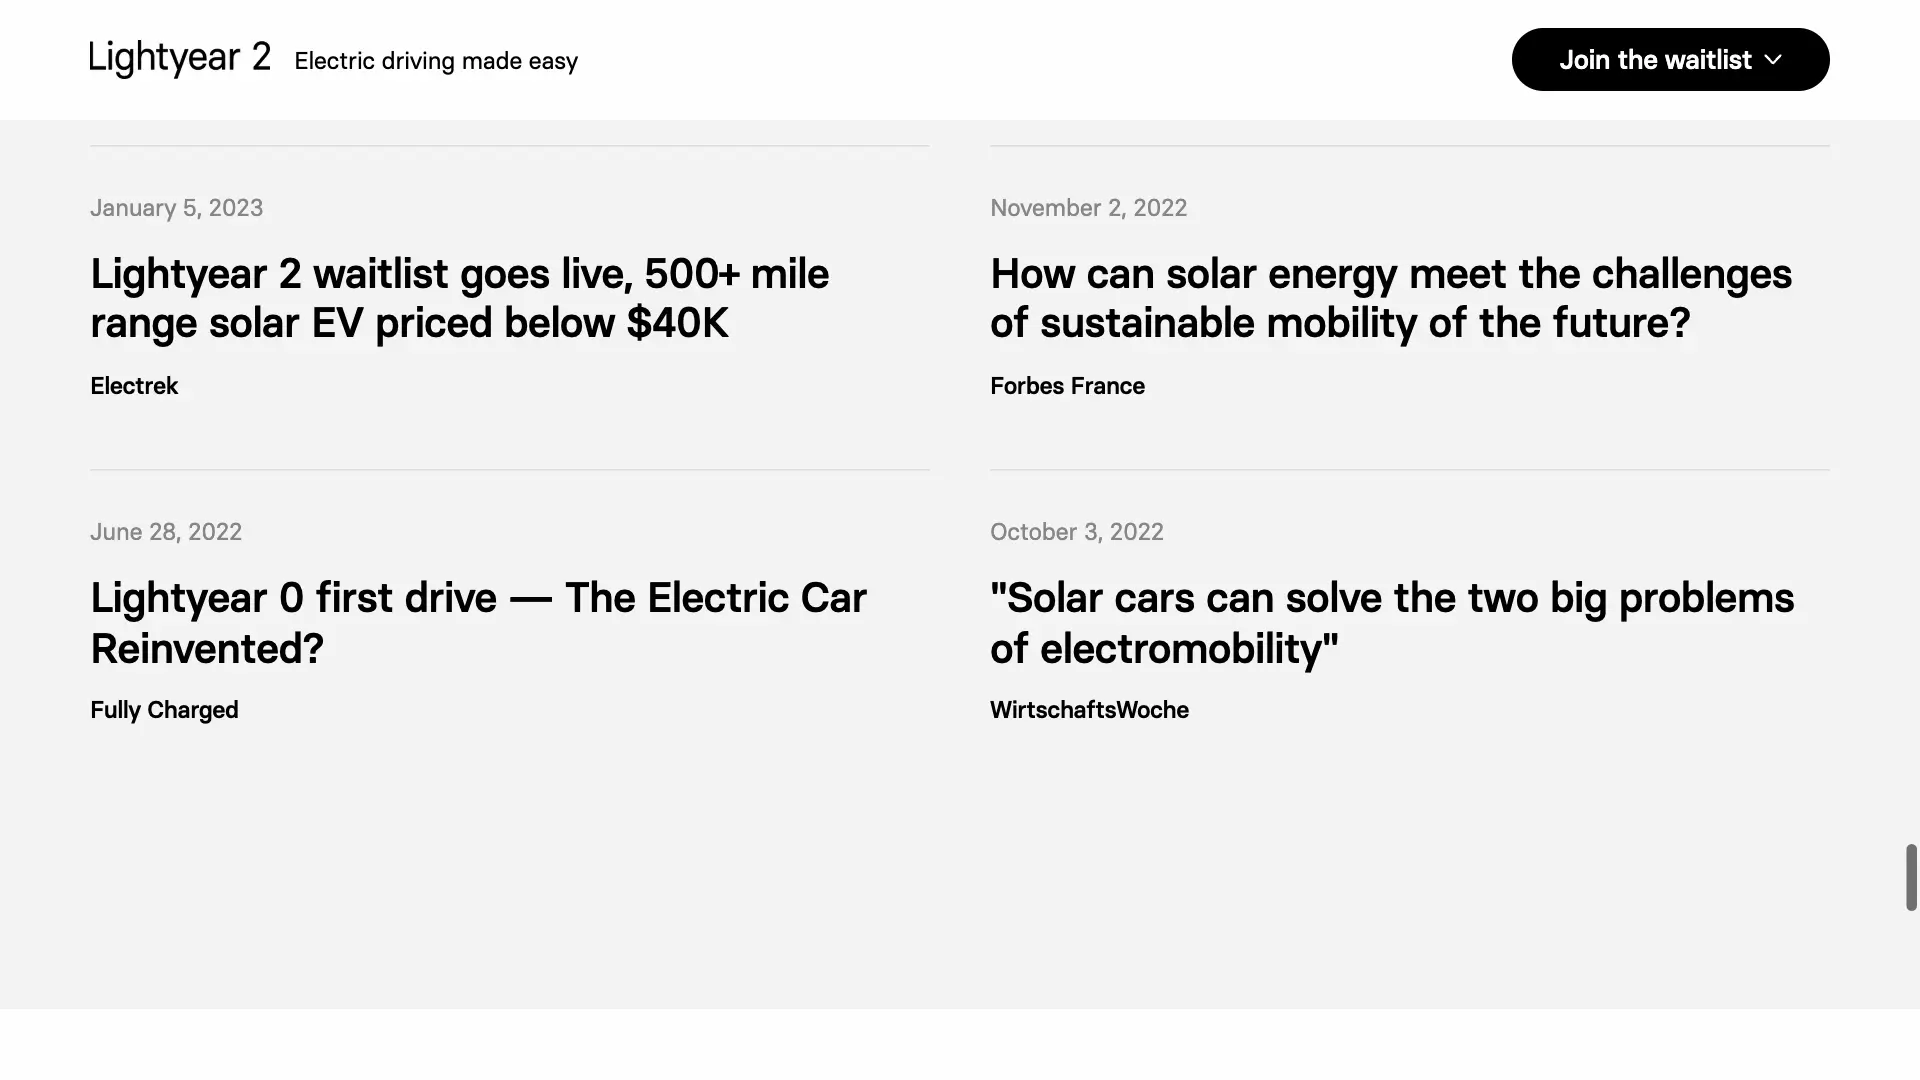 Lightyear 2 Electric driving made easy
Join the waitlist
January 5, 2023
Lightyear 2 waitlist goes live, 500+ mile
range solar EV priced below $40K
Electrek
November 2, 2022
How can solar energy meet the challenges
of sustainable mobility of the future?
Forbes France
June 28, 2022
Lightyear 0 first drive — The Electric Car
Reinvented?
Fully Charged
October 3, 2022
"Solar cars can solve the two big problems
of electromobility"
WirtschaftsWoche